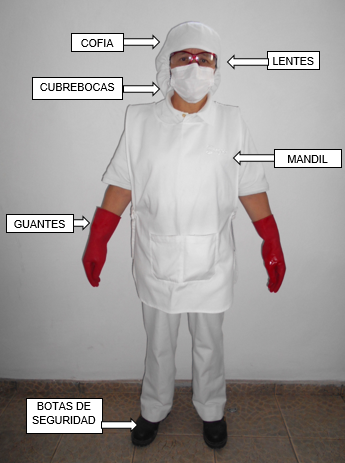 COFIA
LENTES
CUBREBOCAS
MANDIL
GUANTES
BOTAS DE
SEGURIDAD